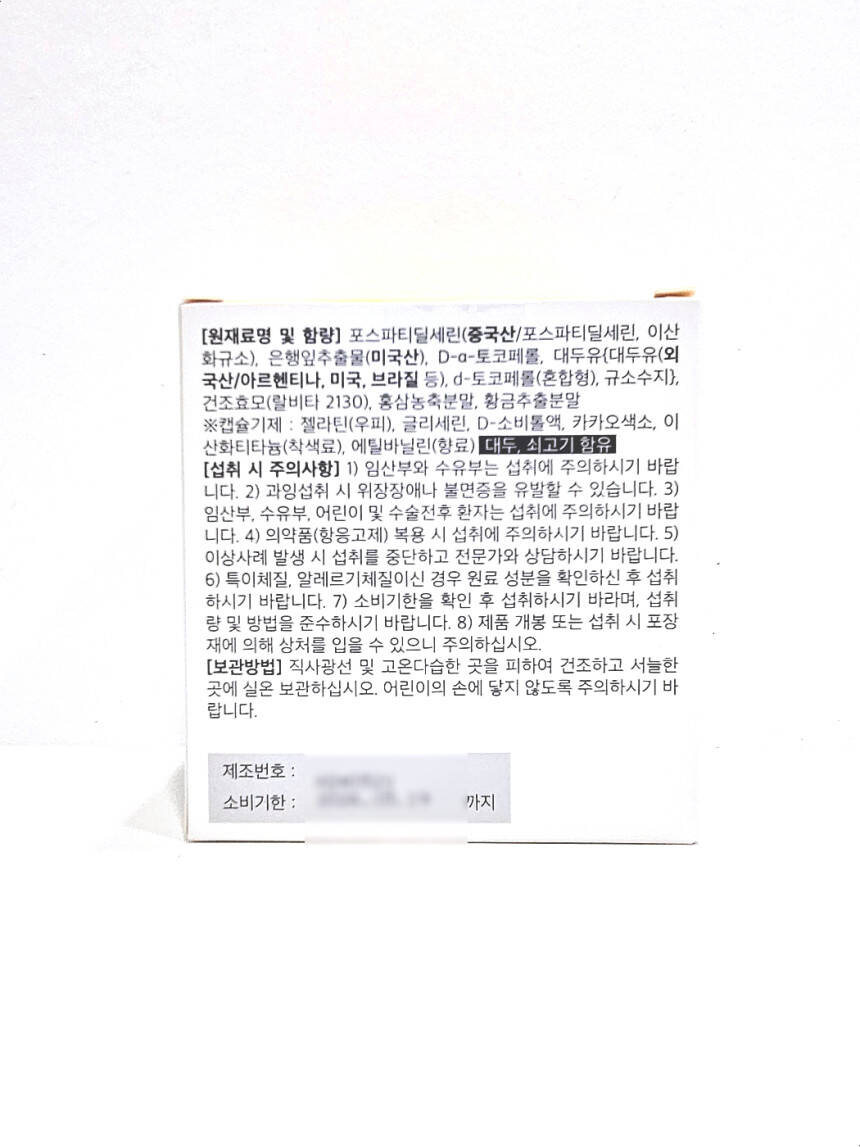 [원재료명 및 함량] 포스파티딜세린(중국산/포스파티딜세린, 이산
화규소), 은행잎추출물(미국산), D-α-토코페롤, 대두유{대두유(외
국산/아르헨티나, 미국, 브라질 등), d-토코페롤(혼합형), 규소수지},
건조효모(랄비타 2130), 홍삼농축분말, 황금추출분말
※캡슐기제 : 젤라틴(우피), 글리세린, D-소비톨액, 카카오색소, 이
산화티타늄(착색료), 에틸바닐린(향료) 대두, 쇠고기 함유
[섭취 시 주의사항] 1) 임산부와 수유부는 섭취에 주의하시기 바랍
니다. 2) 과잉섭취 시 위장장애나 불면증을 유발할 수 있습니다. 3)
임산부, 수유부, 어린이 및 수술전후 환자는 섭취에 주의하시기 바랍
니다. 4) 의약품(항응고제) 복용 시 섭취에 주의하시기 바랍니다. 5)
이상사례 발생 시 섭취를 중단하고 전문가와 상담하시기 바랍니다.
6) 특이체질, 알레르기체질이신 경우 원료 성분을 확인하신 후 섭취
하시기 바랍니다. 7) 소비기한을 확인 후 섭취하시기 바라며, 섭취
량 및 방법을 준수하시기 바랍니다. 8) 제품 개봉 또는 섭취 시 포장
재에 의해 상처를 입을 수 있으니 주의하십시오.
[보관방법] 직사광선 및 고온다습한 곳을 피하여 건조하고 서늘한
곳에 실온 보관하십시오. 어린이의 손에 닿지 않도록 주의하시기 바
랍니다.
제조번호 :
소비기한 : 까지